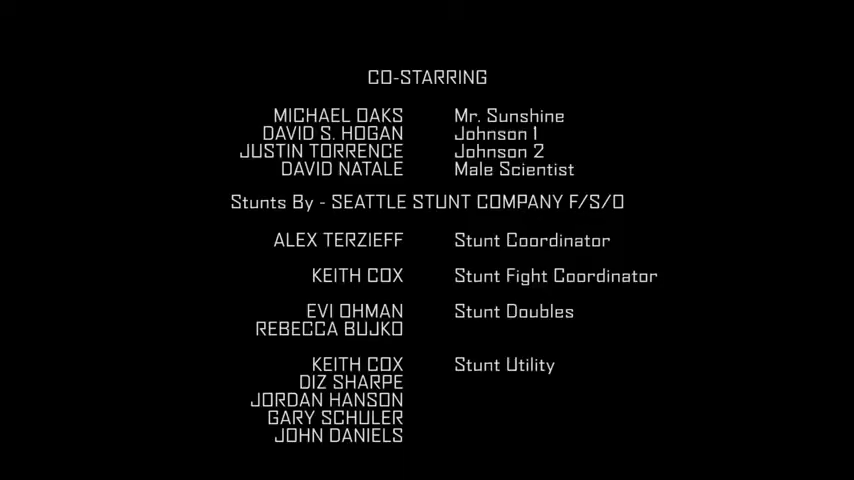 CO-STARRING
MICHAEL OAKS Mr. Sunshine
DAVID S. HOGAN Johnson 1
JUSTIN TORRENCE Johnson 2
DAVID NATALE Male Scientist
Stunts By - SEATTLE STUNT COMPANY F/S/O
ALEX TERZIEFF Stunt Coordinator
KEITH COX Stunt Fight Coordinator
EVI OHMAN Stunt Doubles
REBECCA BUJKO
KEITH COX Stunt Utility
DIZ SHARPE
JORDAN HANSON
GARY SCHULER
JOHN DANIELS